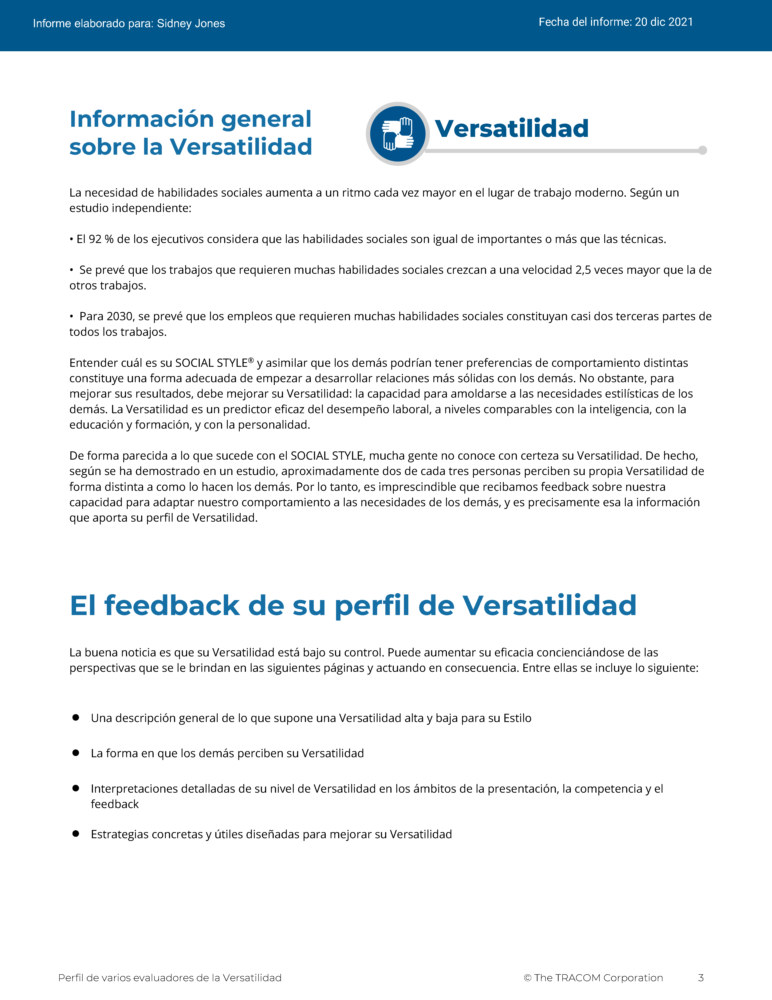 Informe elaborado para: Sidney Jones
Fecha del informe: 20 dic 2021
Información general
sobre la Versatilidad
Versatilidad
La necesidad de habilidades sociales aumenta a un ritmo cada vez mayor en el lugar de trabajo moderno. Según un
estudio independiente:
• El 92 % de los ejecutivos considera que las habilidades sociales son igual de importantes o más que las técnicas.
• Se prevé que los trabajos que requieren muchas habilidades sociales crezcan a una velocidad 2,5 veces mayor que la de
otros trabajos.
• Para 2030, se prevé que los empleos que requieren muchas habilidades sociales constituyan casi dos terceras partes de
todos los trabajos.
Entender cuál es su SOCIAL STYLE® y asimilar que los demás podrían tener preferencias de comportamiento distintas
constituye una forma adecuada de empezar a desarrollar relaciones más sólidas con los demás. No obstante, para
mejorar sus resultados, debe mejorar su Versatilidad: la capacidad para amoldarse a las necesidades estilísticas de los
demás. La Versatilidad es un predictor eficaz del desempeño laboral, a niveles comparables con la inteligencia, con la
educación y formación, y con la personalidad.
De forma parecida a lo que sucede con el SOCIAL STYLE, mucha gente no conoce con certeza su Versatilidad. De hecho,
según se ha demostrado en un estudio, aproximadamente dos de cada tres personas perciben su propia Versatilidad de
forma distinta a como lo hacen los demás. Por lo tanto, es imprescindible que recibamos feedback sobre nuestra
capacidad para adaptar nuestro comportamiento a las necesidades de los demás, y es precisamente esa la información
que aporta su perfil de Versatilidad.
El feedback de su perfil de Versatilidad
La buena noticia es que su Versatilidad está bajo su control. Puede aumentar su eficacia concienciándose de las
perspectivas que se le brindan en las siguientes páginas y actuando en consecuencia. Entre ellas se incluye lo siguiente:
● Una descripción general de lo que supone una Versatilidad alta y baja para su Estilo
● La forma en que los demás perciben su Versatilidad
● Interpretaciones detalladas de su nivel de Versatilidad en los ámbitos de la presentación, la competencia y el
feedback
● Estrategias concretas y útiles diseñadas para mejorar su Versatilidad
Perfil de varios evaluadores de la Versatilidad
© The TRACOM Corporation
3